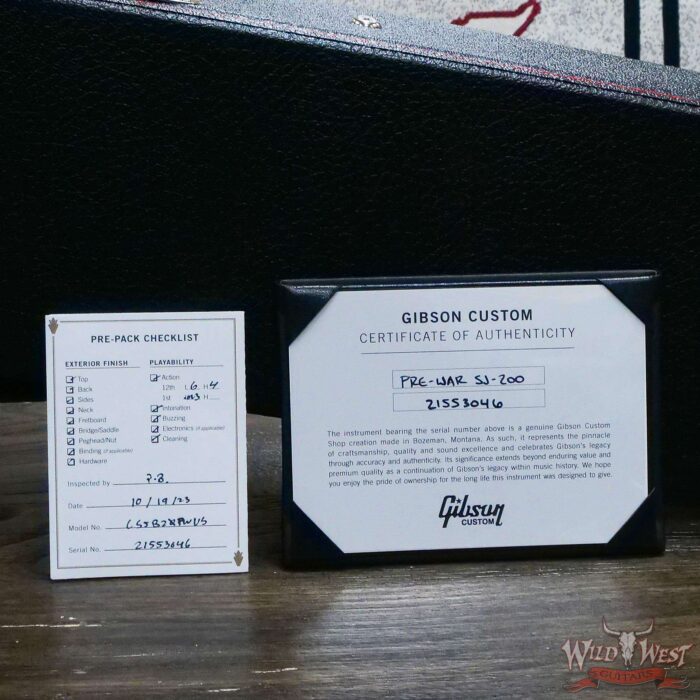 PRE-PACK CHECKLIST
EXTERIOR FINISH
Top
Back
Sides
Neck
Fretboard
Bridge/Saddle
Peghead/Nut
Binding (if applicable)
Hardware
PLAYABILITY
Action
12th L 6 H 4
1st H
Intonation
Buzzing
Electronics (if applicable)
Cleaning
Inspected by P.B.
Date 10/19/23
Model No.
Serial No. 21553046
GIBSON CUSTOM
CERTIFICATE OF AUTHENTICITY
PRE-WAR SJ-200
21553046
The instrument bearing the serial number above is a genuine Gibson Custom
Shop creation made in Bozeman, Montana. As such, it represents the pinnacle
of craftsmanship, quality and sound excellence and celebrates Gibson's legacy
through accuracy and authenticity. Its significance extends beyond enduring value and
premium quality as a continuation of Gibson's legacy within music history. We hope
you enjoy the pride of ownership for the long life this instrument was designed to give.
Gibson
CUSTOM
WILD WEST
GUITARS